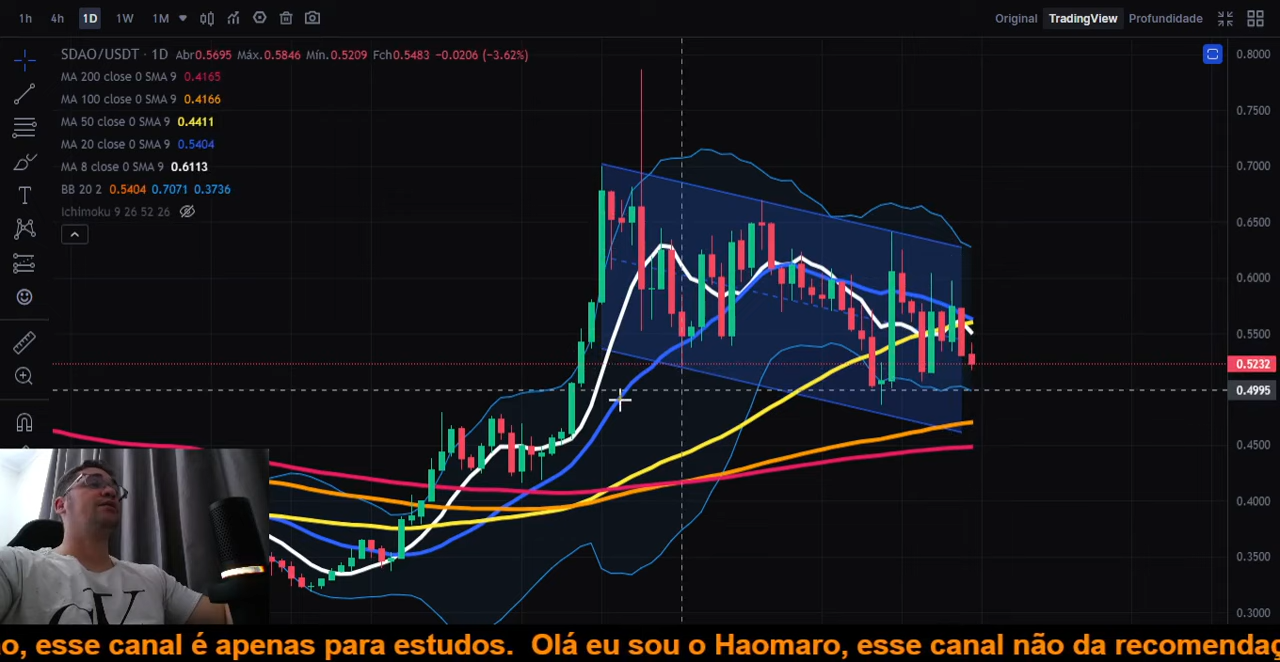 1h 4h 1D 1W 1M Original TradingView Profundidade
SDAO/USDT · 1D Abr0.5695 Máx.0.5846 Mín.0.5209 Fch0.5483 -0.0206 (-3.62%)
MA 200 close 0 SMA 9 0.4165
MA 100 close 0 SMA 9 0.4166
MA 50 close 0 SMA 9 0.4411
MA 20 close 0 SMA 9 0.5404
MA 8 close 0 SMA 9 0.6113
BB 20 2 0.5404 0.7071 0.3736
Ichimoku 9 26 52 26
0.8000
0.7500
0.7000
0.6500
0.6000
0.5500
0.5232
0.4995
0.4500
0.4000
0.3500
0.3000
CV
o, esse canal é apenas para estudos. Olá eu sou o Haomaro, esse canal não da recomendaç